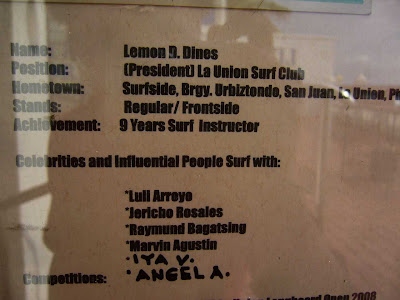 Name: Lemon D. Dines
Position: (President) La Union Surf Club
Hometown: Surfside, Brgy. Urbiztondo, San Juan, La Union, Ph
Stands: Regular/ Frontside
Achievement: 9 Years Surf Instructor
Celebrities and Influential People Surf with:
*Luli Arroyo
*Jericho Rosales
*Raymund Bagatsing
*Marvin Agustin
*IYA V.
*ANGEL A.
Competitions:
Longboard Open 2008